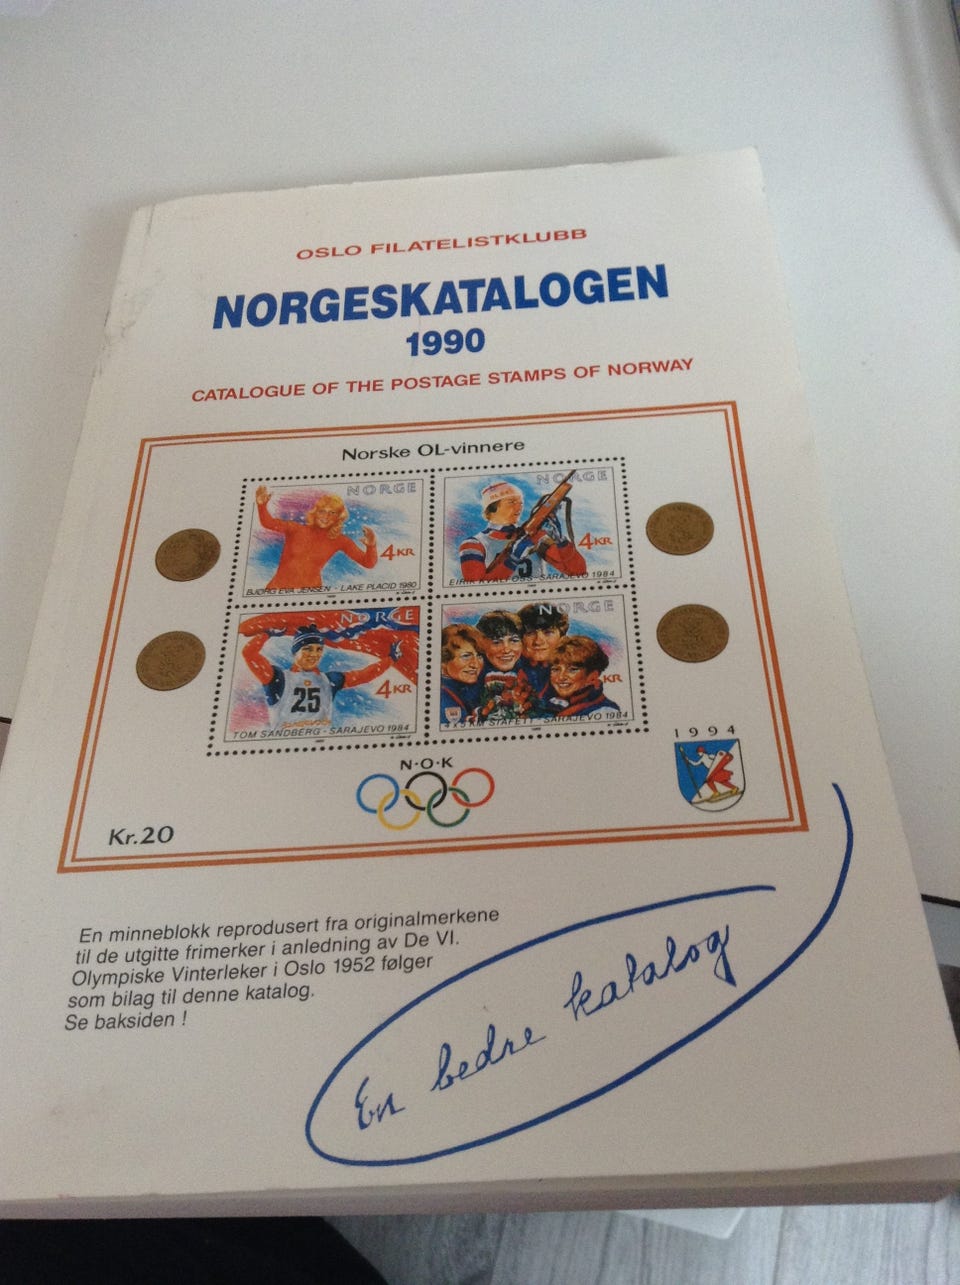 OSLO FILATELISTKLUBB
NORGESKATALOGEN
1990
CATALOGUE OF THE POSTAGE STAMPS OF NORWAY
Norske OL-vinnere
NORGE
4KR
BJØRG EVA JENSEN - LAKE PLACID 1980
NORGE
4KR
EIRIK KVALFOSS - SARAJEVO 1984
NORGE
25
4KR
TOM SANDBERG - SARAJEVO 1984
NORGE
KR
STAFETT - SARAJEVO 1984
N·O·K
1994
Kr.20
En minneblokk reprodusert fra originalmerkene
til de utgitte frimerker i anledning av De VI.
Olympiske Vinterleker i Oslo 1952 følger
som bilag til denne katalog.
Se baksiden !
En bedre katalog